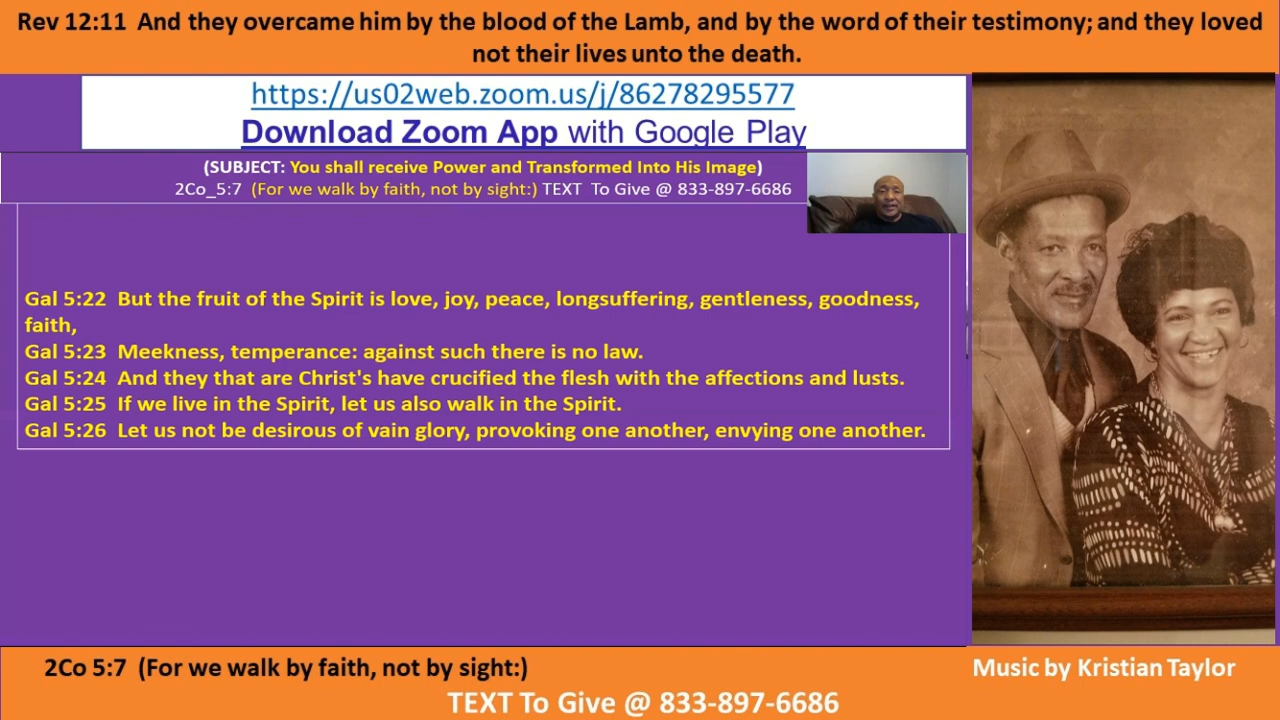 Rev 12:11 And they overcame him by the blood of the Lamb, and by the word of their testimony; and they loved
not their lives unto the death.
https://us02web.zoom.us/j/86278295577
Download Zoom App with Google Play
(SUBJECT: You shall receive Power and Transformed Into His Image)
2Co_5:7 (For we walk by faith, not by sight:) TEXT To Give @ 833-897-6686
Gal 5:22 But the fruit of the Spirit is love, joy, peace, longsuffering, gentleness, goodness,
faith,
Gal 5:23 Meekness, temperance: against such there is no law.
Gal 5:24 And they that are Christ's have crucified the flesh with the affections and lusts.
Gal 5:25 If we live in the Spirit, let us also walk in the Spirit.
Gal 5:26 Let us not be desirous of vain glory, provoking one another, envying one another.
2Co 5:7 (For we walk by faith, not by sight:)
Music by Kristian Taylor
TEXT To Give @ 833-897-6686